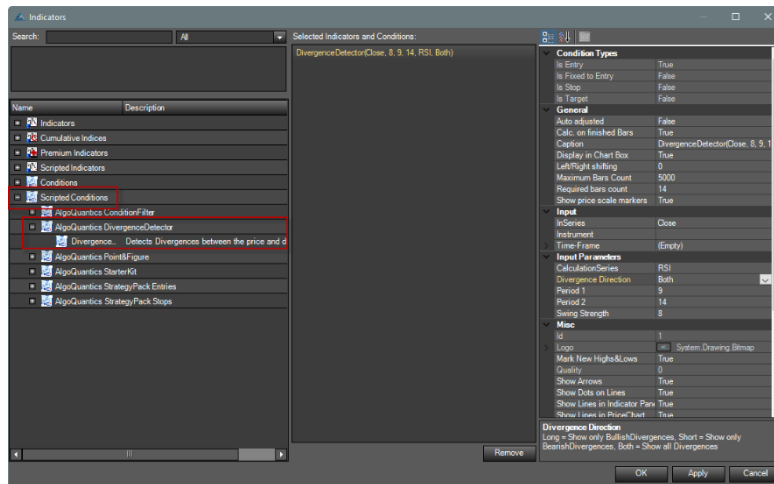 Indicators
Search:
All
Name Description
Indicators
Cumulative Indices
Premium Indicators
Scripted Indicators
Conditions
Scripted Conditions
AlgoQuantics ConditionFilter
AlgoQuantics DivergenceDetector
Divergence... Detects Divergences between the price and d
AlgoQuantics Point&Figure
AlgoQuantics StarterKit
AlgoQuantics StrategyPack Entries
AlgoQuantics StrategyPack Stops
Selected Indicators and Conditions:
DivergenceDetector(Close, 8, 9, 14, RSI, Both)
Remove
Condition Types
Is Entry True
Is Fixed to Entry False
Is Stop False
Is Target False
General
Auto adjusted False
Calc. on finished Bars True
Caption DivergenceDetector(Close, 8, 9, 1
Display in Chart Box True
Left/Right shifting 0
Maximum Bars Count 5000
Required bars count 14
Show price scale markers True
Input
InSeries Close
Instrument
Time-Frame (Empty)
Input Parameters
CalculationSeries RSI
Divergence Direction Both
Period 1 9
Period 2 14
Swing Strength 8
Misc
Id 1
Logo System.Drawing.Bitmap
Mark New Highs&Lows True
Quality 0
Show Arrows True
Show Dots on Lines True
Show Lines in Indicator Pane True
Show Lines in PriceChart True
Divergence Direction
Long = Show only BullishDivergences, Short = Show only
BearishDivergences, Both = Show all Divergences
OK Apply Cancel